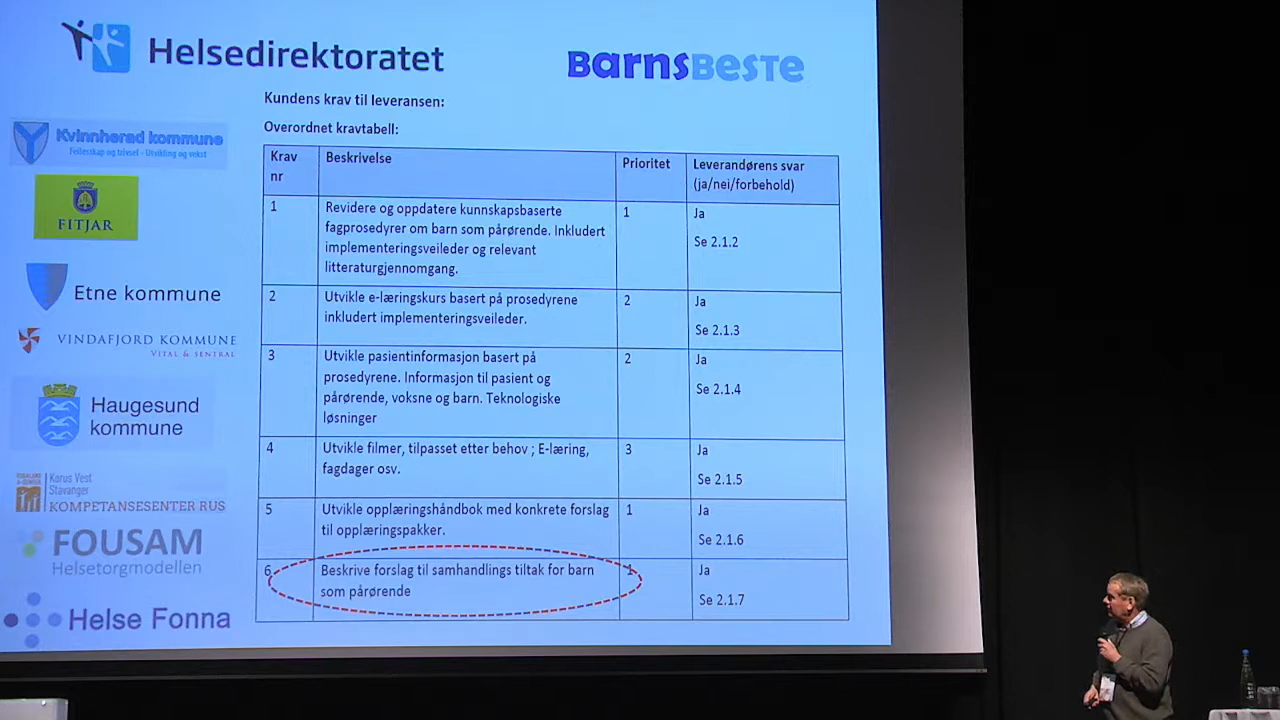 Helsedirektoratet
BarnsBeste
Kundens krav til leveransen:
Overordnet kravtabell:
Krav nr
Beskrivelse
Prioritet
Leverandørens svar
(ja/nei/forbehold)
1
Revidere og oppdatere kunnskapsbaserte
fagprosedyrer om barn som pårørende. Inkludert
implementeringsveileder og relevant
litteraturgjennomgang.
1
Ja
Se 2.1.2
2
Utvikle e-læringskurs basert på prosedyrene
inkludert implementeringsveileder.
2
Ja
Se 2.1.3
3
Utvikle pasientinformasjon basert på
prosedyrene. Informasjon til pasient og
pårørende, voksne og barn. Teknologiske
løsninger
2
Ja
Se 2.1.4
4
Utvikle filmer, tilpasset etter behov ; E-læring,
fagdager osv.
3
Ja
Se 2.1.5
5
Utvikle opplæringshåndbok med konkrete forslag
til opplæringspakker.
1
Ja
Se 2.1.6
6
Beskrive forslag til samhandlings tiltak for barn
som pårørende
1
Ja
Se 2.1.7
Kvinnherad kommune
Fellesskap og trivsel - Utvikling og vekst
FITJAR
Etne kommune
VINDAFJORD KOMMUNE
VITAL & SENTRAL
Haugesund
kommune
Korus Vest
Stavanger
KOMPETANSESENTER RUS
FOUSAM
Helsetorgmodellen
Helse Fonna